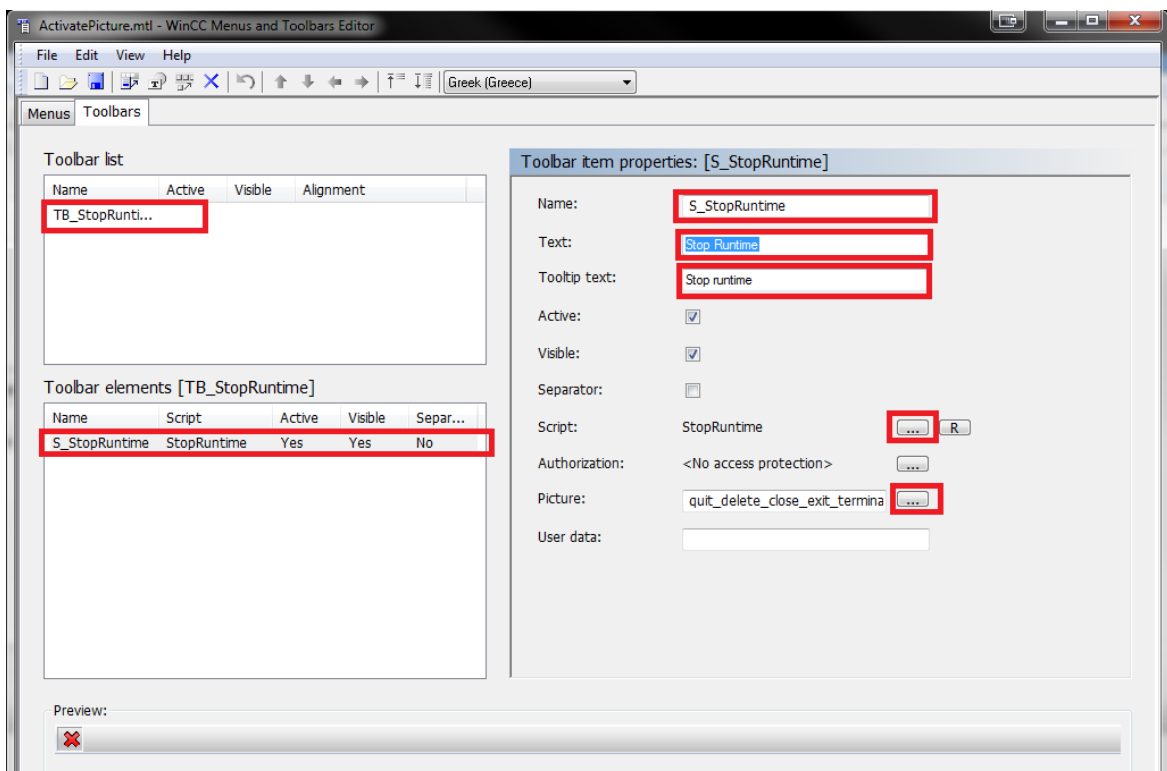 ActivatePicture.mtl - WinCC Menus and Toolbars Editor
File Edit View Help
Greek (Greece)
Menus Toolbars
Toolbar list
Name Active Visible Alignment
TB_StopRunti...
Toolbar elements [TB_StopRuntime]
Name Script Active Visible Separ...
S_StopRuntime StopRuntime Yes Yes No
Toolbar item properties: [S_StopRuntime]
Name: S_StopRuntime
Text: Stop Runtime
Tooltip text: Stop runtime
Active:
Visible:
Separator:
Script: StopRuntime ... R
Authorization: <No access protection> ...
Picture: quit_delete_close_exit_termina ...
User data:
Preview: